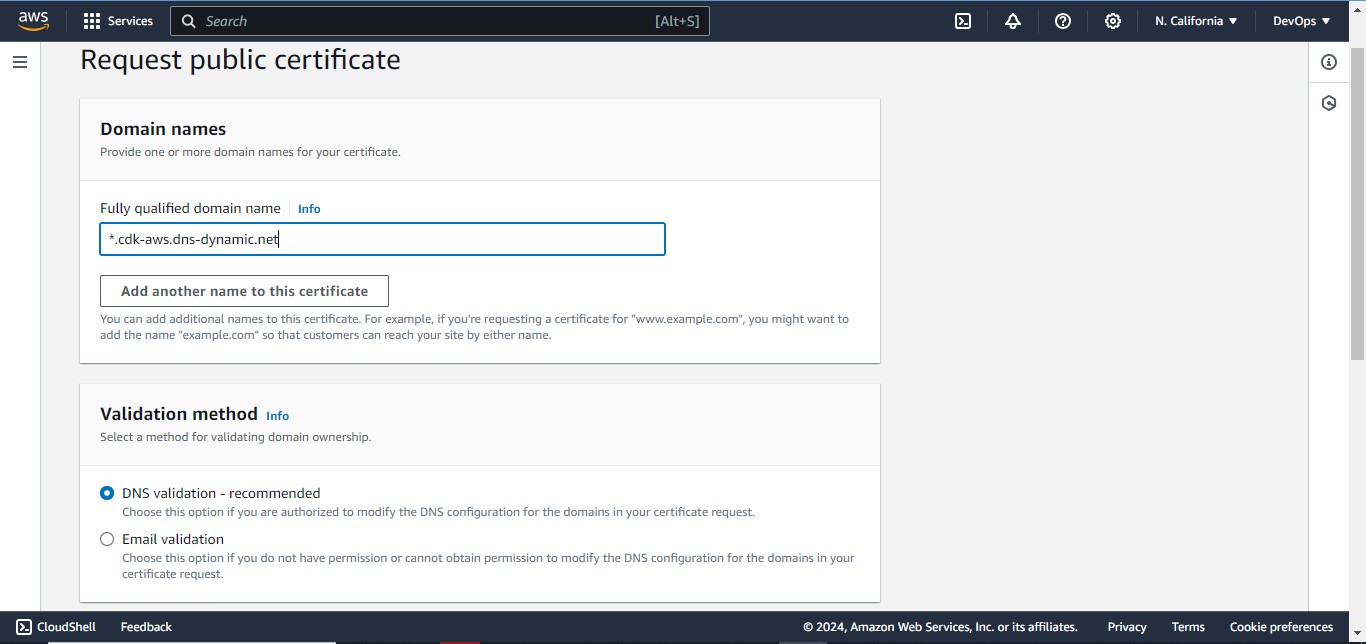 aws Services Search [Alt+S] N. California DevOps
Request public certificate
Domain names
Provide one or more domain names for your certificate.
Fully qualified domain name Info
*.cdk-aws.dns-dynamic.net
Add another name to this certificate
You can add additional names to this certificate. For example, if you're requesting a certificate for "www.example.com", you might want to
add the name "example.com" so that customers can reach your site by either name.
Validation method Info
Select a method for validating domain ownership.
DNS validation - recommended
Choose this option if you are authorized to modify the DNS configuration for the domains in your certificate request.
Email validation
Choose this option if you do not have permission or cannot obtain permission to modify the DNS configuration for the domains in your
certificate request.
CloudShell Feedback © 2024, Amazon Web Services, Inc. or its affiliates. Privacy Terms Cookie preferences